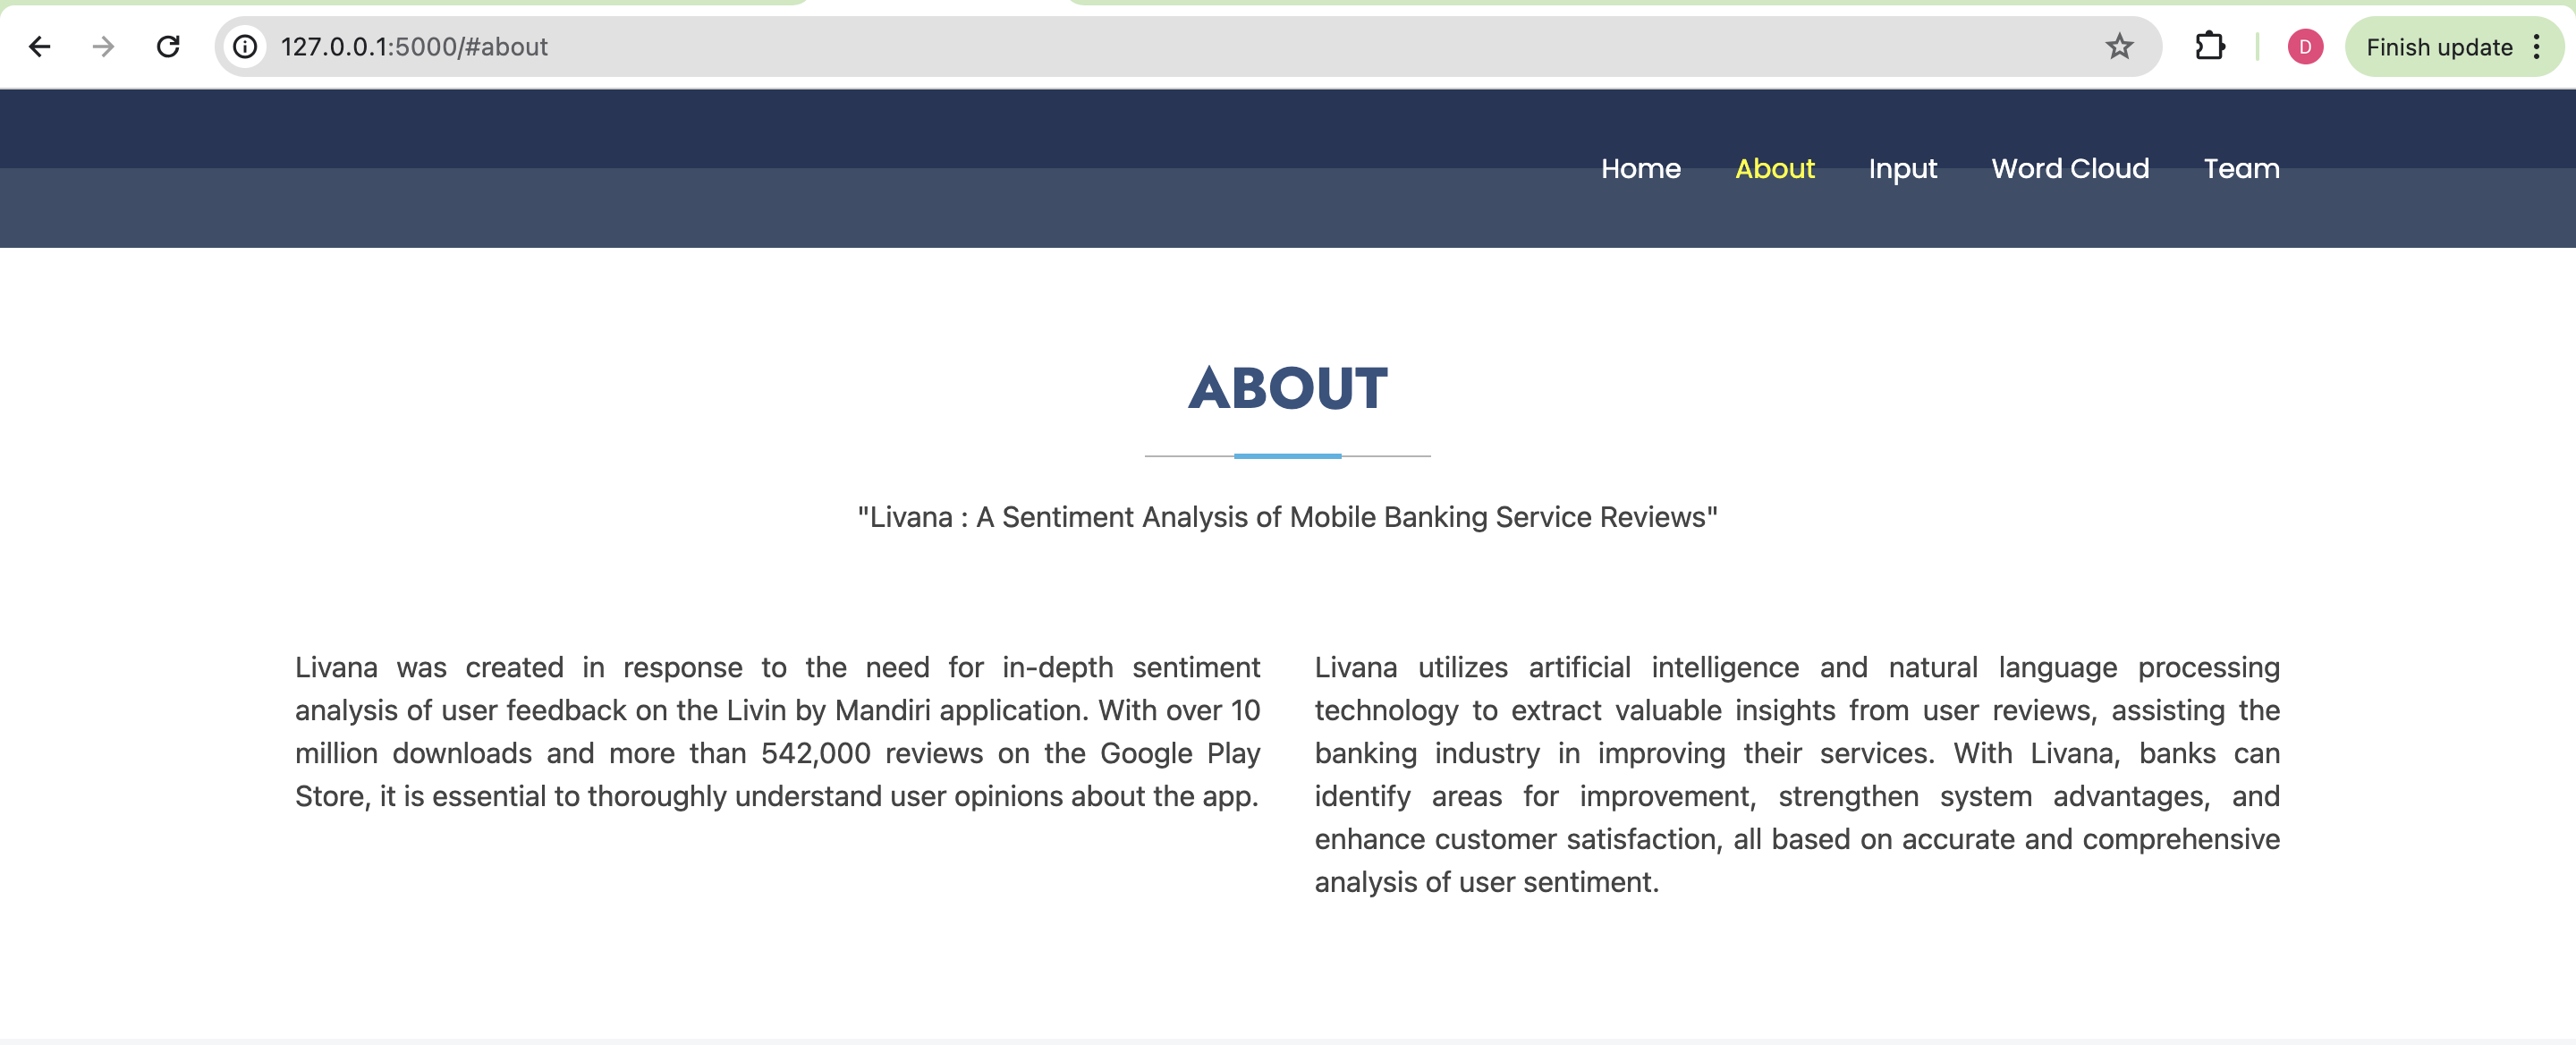 127.0.0.1:5000/#about
D
Finish update
Home About Input Word Cloud Team
ABOUT
"Livana : A Sentiment Analysis of Mobile Banking Service Reviews"
Livana was created in response to the need for in-depth sentiment
analysis of user feedback on the Livin by Mandiri application. With over 10
million downloads and more than 542,000 reviews on the Google Play
Store, it is essential to thoroughly understand user opinions about the app.
Livana utilizes artificial intelligence and natural language processing
technology to extract valuable insights from user reviews, assisting the
banking industry in improving their services. With Livana, banks can
identify areas for improvement, strengthen system advantages, and
enhance customer satisfaction, all based on accurate and comprehensive
analysis of user sentiment.